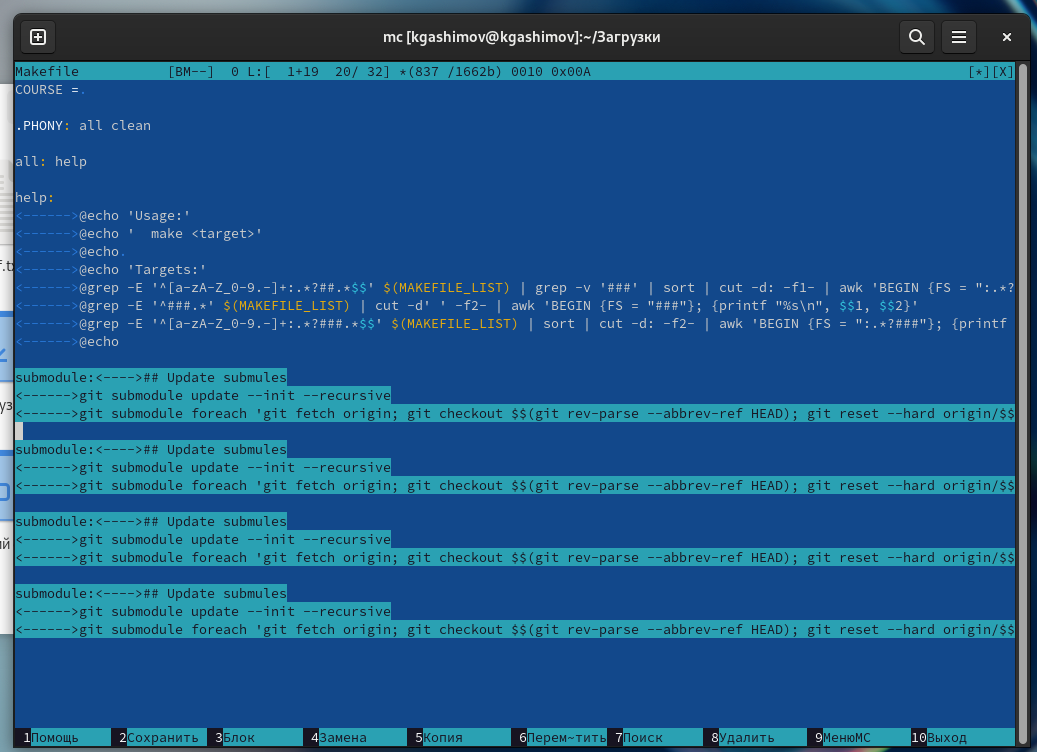 mc [kgashimov@kgashimov]:~/Загрузки
Makefile [BM--] 0 L:[ 1+19 20/ 32] *(837 /1662b) 0010 0x00A [*][X]
COURSE =.
.PHONY: all clean
all: help
help:
<------>@echo 'Usage:'
<------>@echo '  make <target>'
<------>@echo.
<------>@echo 'Targets:'
<------>@grep -E '^[a-zA-Z_0-9.-]+:.*?##.*$$' $(MAKEFILE_LIST) | grep -v '###' | sort | cut -d: -f1- | awk 'BEGIN {FS = ":.*?
<------>@grep -E '^###.*' $(MAKEFILE_LIST) | cut -d' ' -f2- | awk 'BEGIN {FS = "###"}; {printf "%s\n", $$1, $$2}'
<------>@grep -E '^[a-zA-Z_0-9.-]+:.*?###.*$$' $(MAKEFILE_LIST) | sort | cut -d: -f2- | awk 'BEGIN {FS = ":.*?###"}; {printf
<------>@echo
submodule:<---->## Update submules
<------>git submodule update --init --recursive
<------>git submodule foreach 'git fetch origin; git checkout $$(git rev-parse --abbrev-ref HEAD); git reset --hard origin/$$
submodule:<---->## Update submules
<------>git submodule update --init --recursive
<------>git submodule foreach 'git fetch origin; git checkout $$(git rev-parse --abbrev-ref HEAD); git reset --hard origin/$$
submodule:<---->## Update submules
<------>git submodule update --init --recursive
<------>git submodule foreach 'git fetch origin; git checkout $$(git rev-parse --abbrev-ref HEAD); git reset --hard origin/$$
submodule:<---->## Update submules
<------>git submodule update --init --recursive
<------>git submodule foreach 'git fetch origin; git checkout $$(git rev-parse --abbrev-ref HEAD); git reset --hard origin/$$
1Помощь 2Сохранить 3Блок 4Замена 5Копия 6Перем~тить 7Поиск 8Удалить 9МенюMC 10Выход